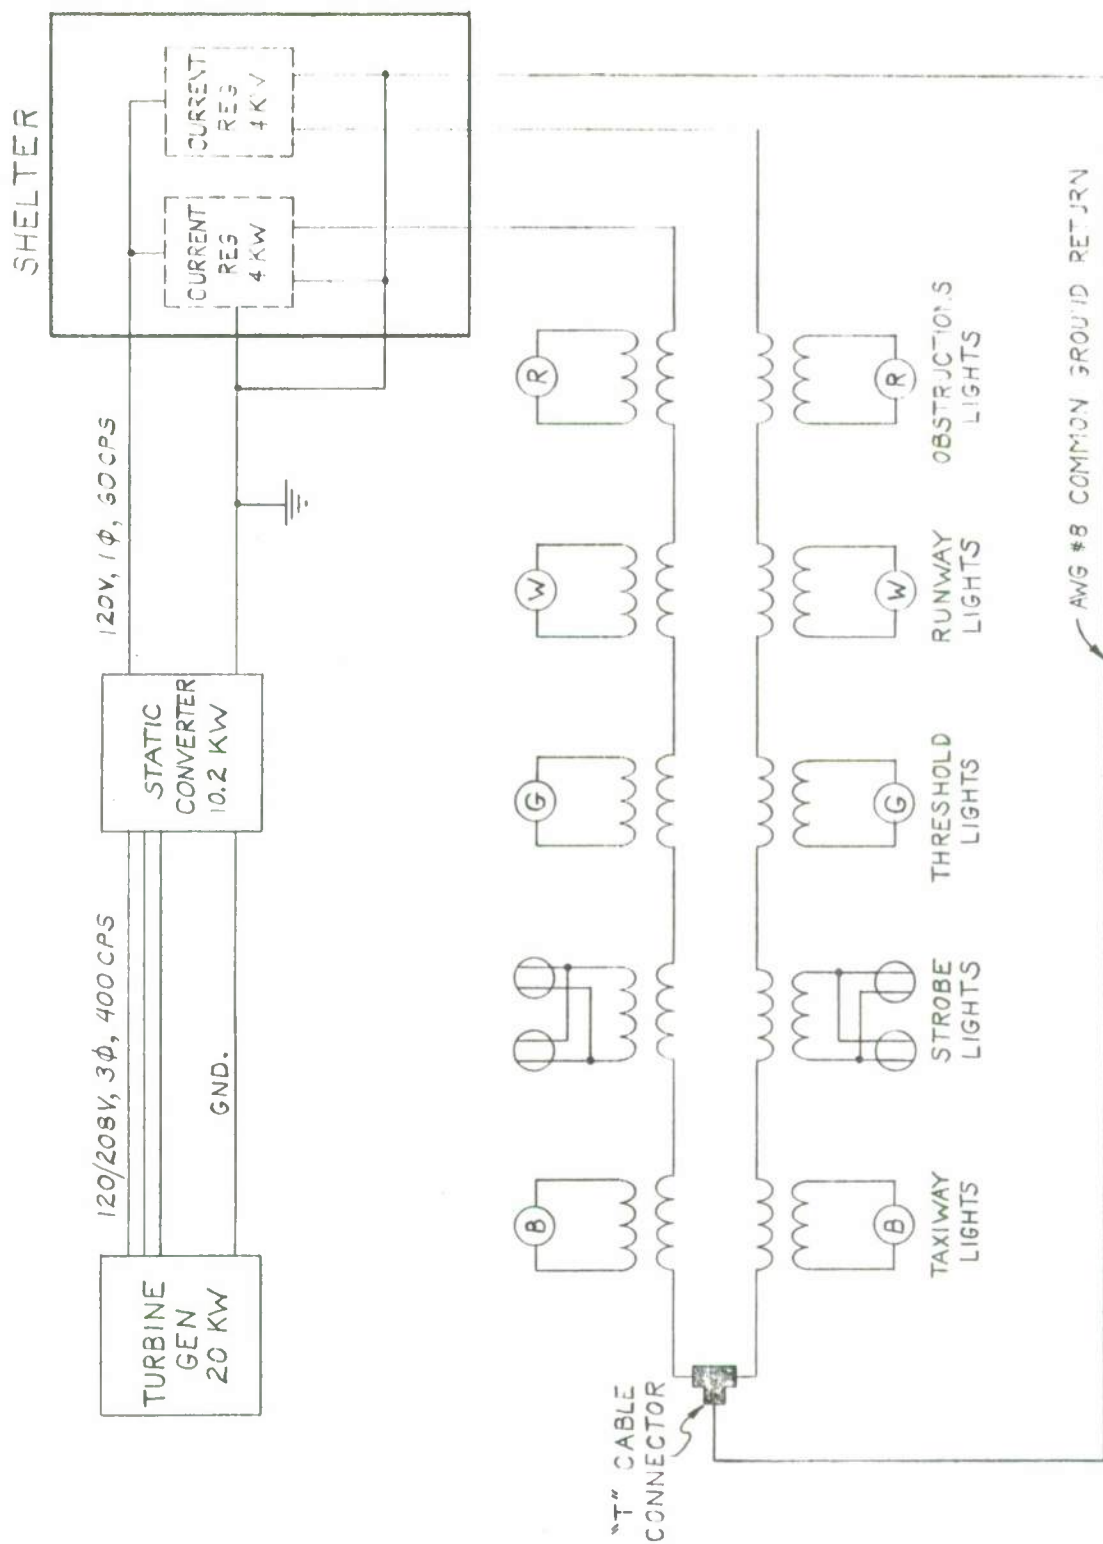 SHELTER
CURRENT
REG
4 KW
CURRENT
REG
4 KW
120V, 1Φ, 60 CPS
STATIC
CONVERTER
10.2 KW
120/208V, 3Φ, 400 CPS
GND.
TURBINE
GEN
20 KW
R
W
G
B
R
W
G
B
OBSTRUCTIONS
LIGHTS
RUNWAY
LIGHTS
THRESHOLD
LIGHTS
STROBE
LIGHTS
TAXIWAY
LIGHTS
"T" CABLE
CONNECTOR
AWG #8 COMMON GROUND RETURN